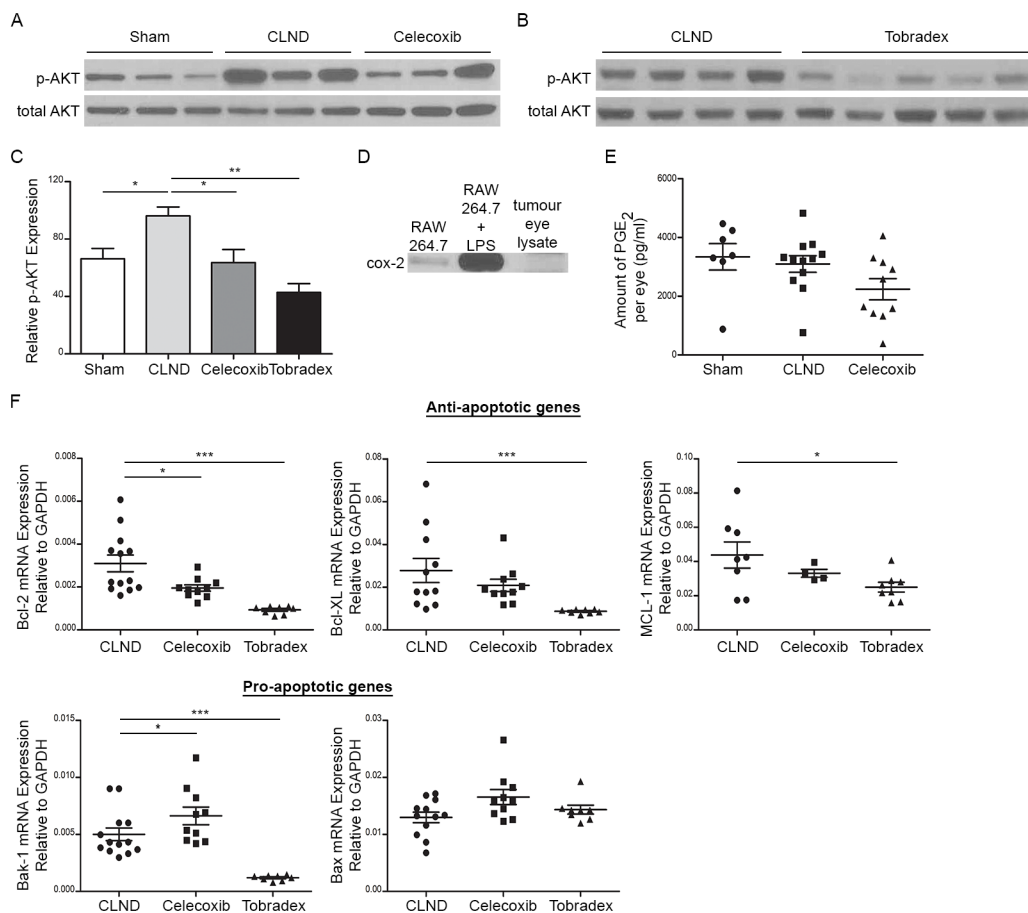 A
B
Sham CLND Celecoxib
p-AKT
total AKT
CLND Tobradex
p-AKT
total AKT
C
Relative p-AKT Expression
120
80
40
0
*
*
**
Sham CLND Celecoxib Tobradex
D
RAW
264.7
RAW
264.7
+
LPS
tumour
eye
lysate
cox-2
E
Amount of PGE2
per eye (pg/ml)
6000
4000
2000
0
Sham CLND Celecoxib
F
Anti-apoptotic genes
Bcl-2 mRNA Expression
Relative to GAPDH
0.008
0.006
0.004
0.002
0.000
***
*
CLND Celecoxib Tobradex
Bcl-XL mRNA Expression
Relative to GAPDH
0.08
0.06
0.04
0.02
0.00
***
CLND Celecoxib Tobradex
MCL-1 mRNA Expression
Relative to GAPDH
0.10
0.08
0.06
0.04
0.02
0.00
*
CLND Celecoxib Tobradex
Pro-apoptotic genes
Bak-1 mRNA Expression
Relative to GAPDH
0.015
0.010
0.005
0.000
***
*
CLND Celecoxib Tobradex
Bax mRNA Expression
Relative to GAPDH
0.03
0.02
0.01
0.00
CLND Celecoxib Tobradex